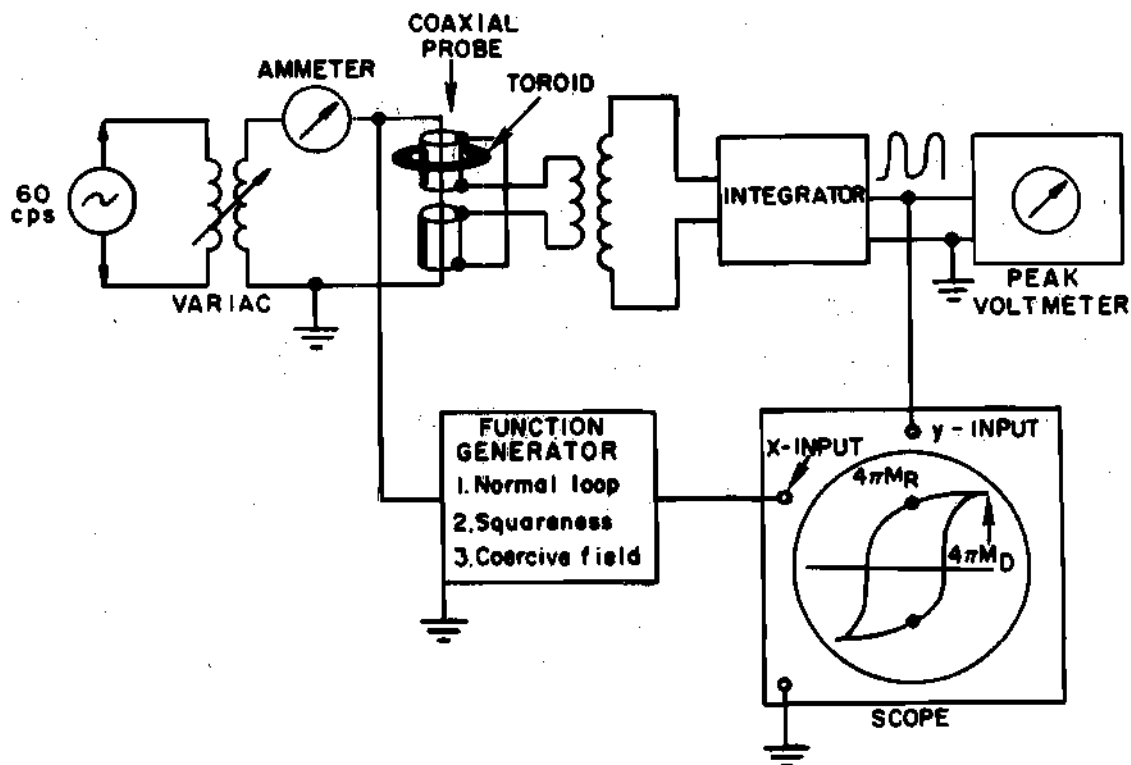 COAXIAL
PROBE
AMMETER
TOROID
60
cps
VARIAC
INTEGRATOR
PEAK
VOLTMETER
FUNCTION
GENERATOR
1. Normal loop
2. Squareness
3. Coercive field
X-INPUT
y-INPUT
4πMR
4πMD
SCOPE